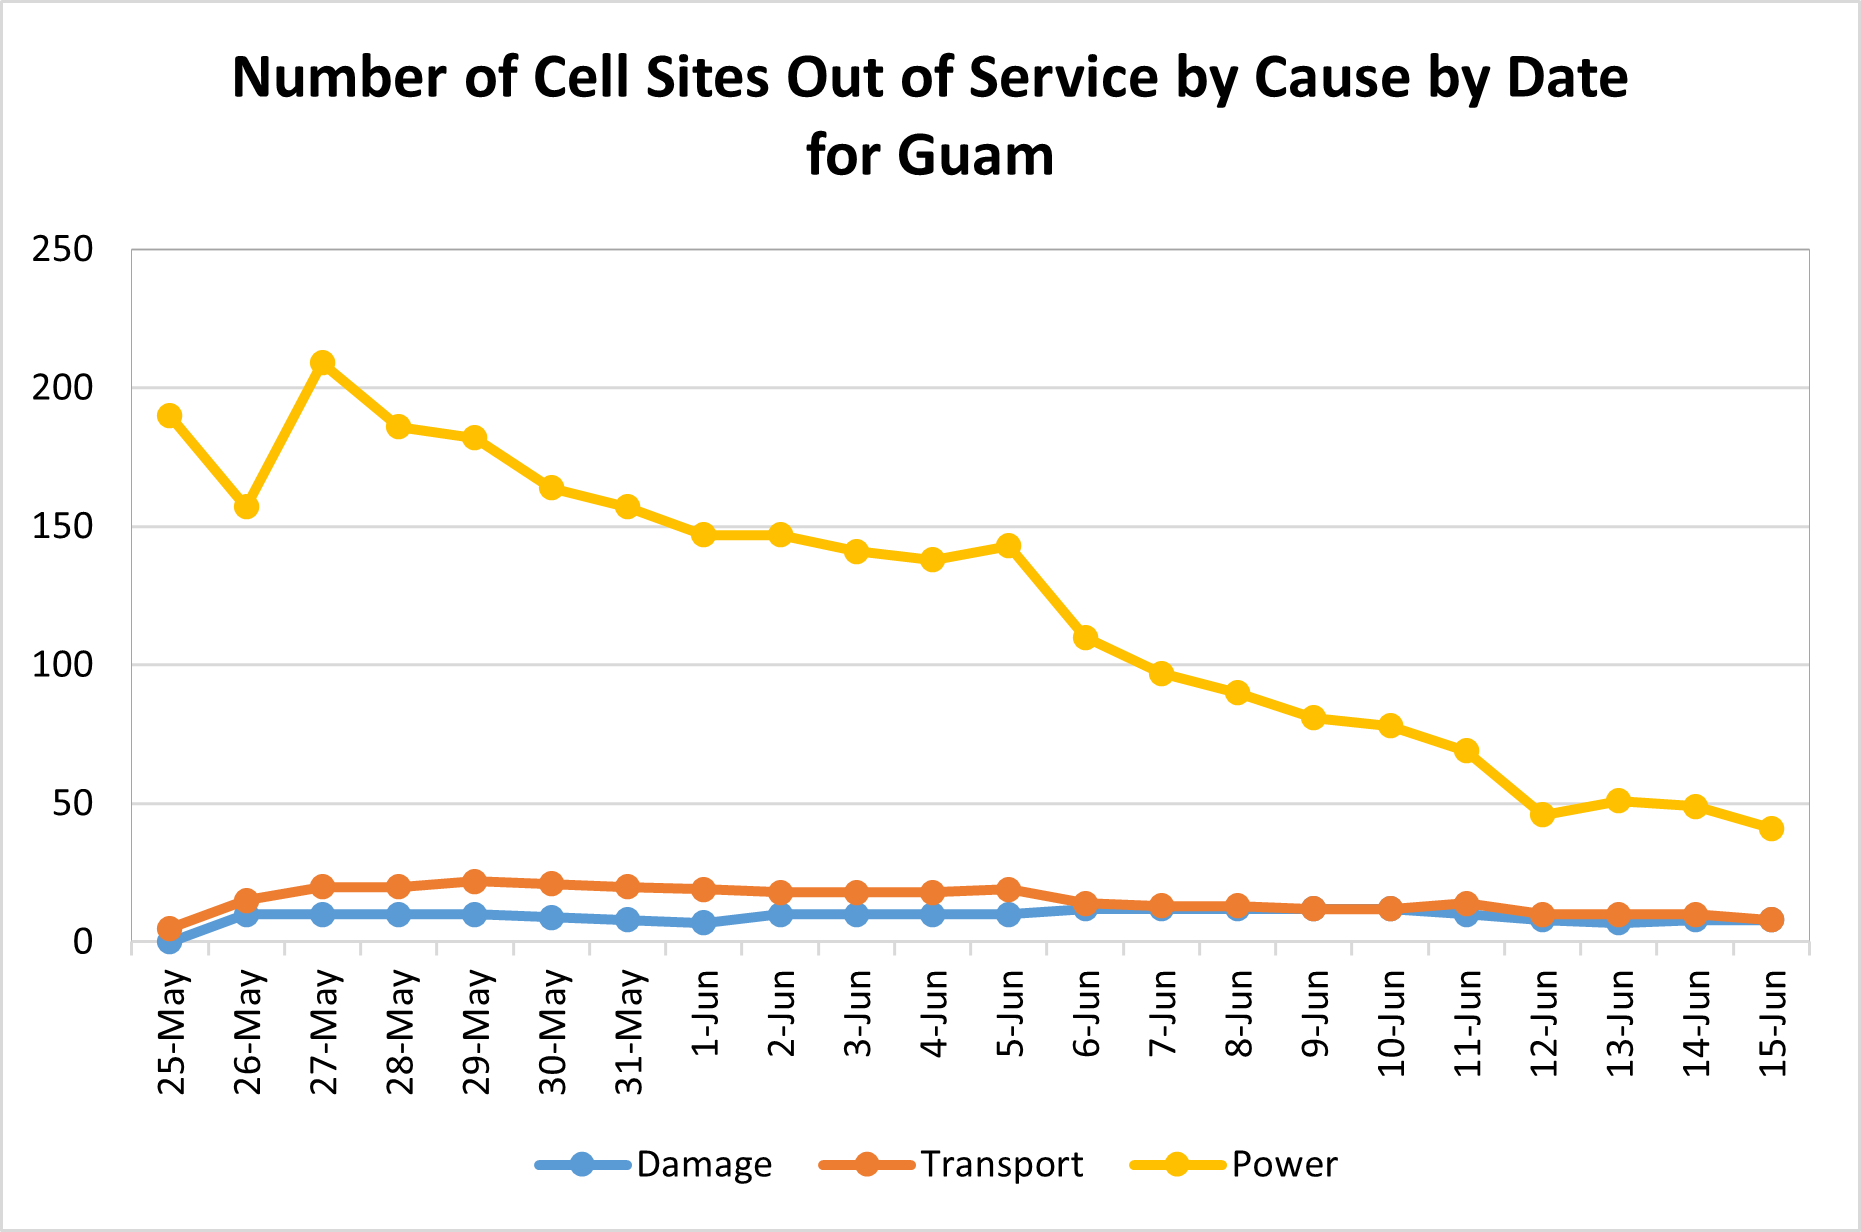 Number of Cell Sites Out of Service by Cause by Date
for Guam
250
200
150
100
50
0
25-May
26-May
27-May
28-May
29-May
30-May
31-May
1-Jun
2-Jun
3-Jun
4-Jun
5-Jun
6-Jun
7-Jun
8-Jun
9-Jun
10-Jun
11-Jun
12-Jun
13-Jun
14-Jun
15-Jun
Damage Transport Power